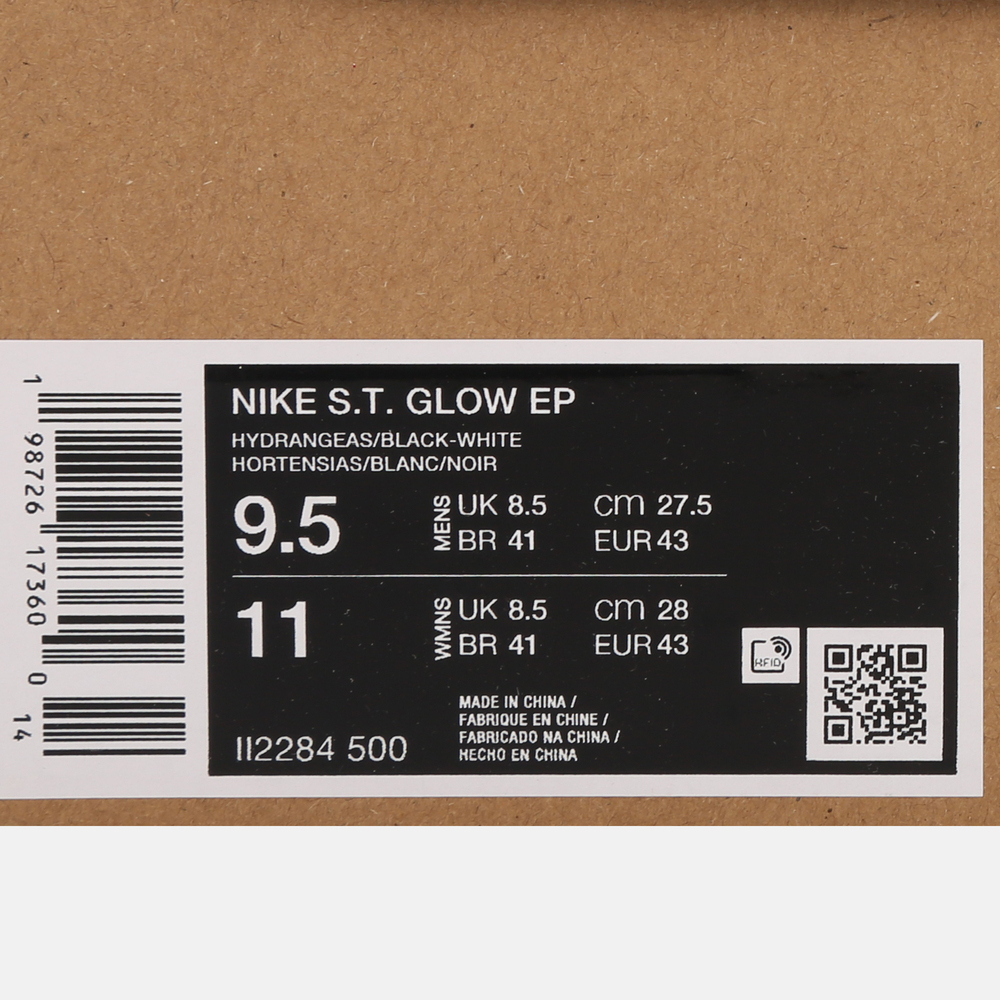 NIKE S.T. GLOW EP
HYDRANGEAS/BLACK-WHITE
HORTENSIAS/BLANC/NOIR
9.5
MENS
UK 8.5 cm 27.5
BR 41 EUR 43
11
WMNS
UK 8.5 cm 28
BR 41 EUR 43
RFID
MADE IN CHINA /
FABRIQUE EN CHINE /
FABRICADO NA CHINA /
HECHO EN CHINA
II2284 500
1 98726 17360 0 14